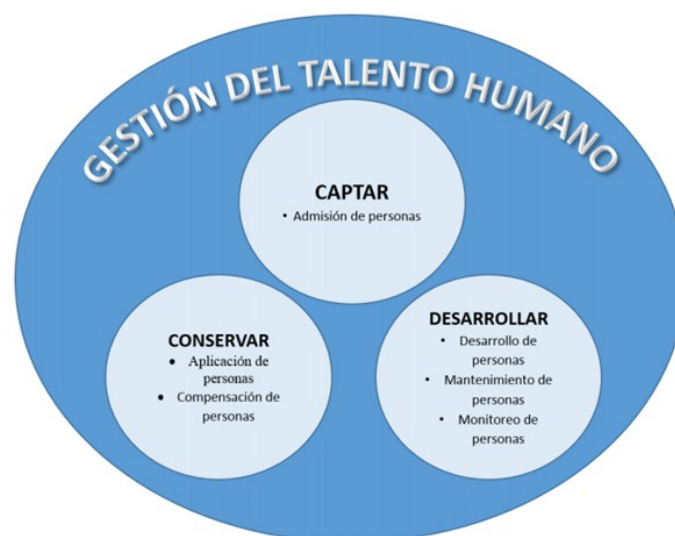 GESTIÓN DEL TALENTO HUMANO
CAPTAR
• Admisión de personas
CONSERVAR
• Aplicación de
personas
• Compensación de
personas
DESARROLLAR
• Desarrollo de
personas
• Mantenimiento de
personas
• Monitoreo de
personas